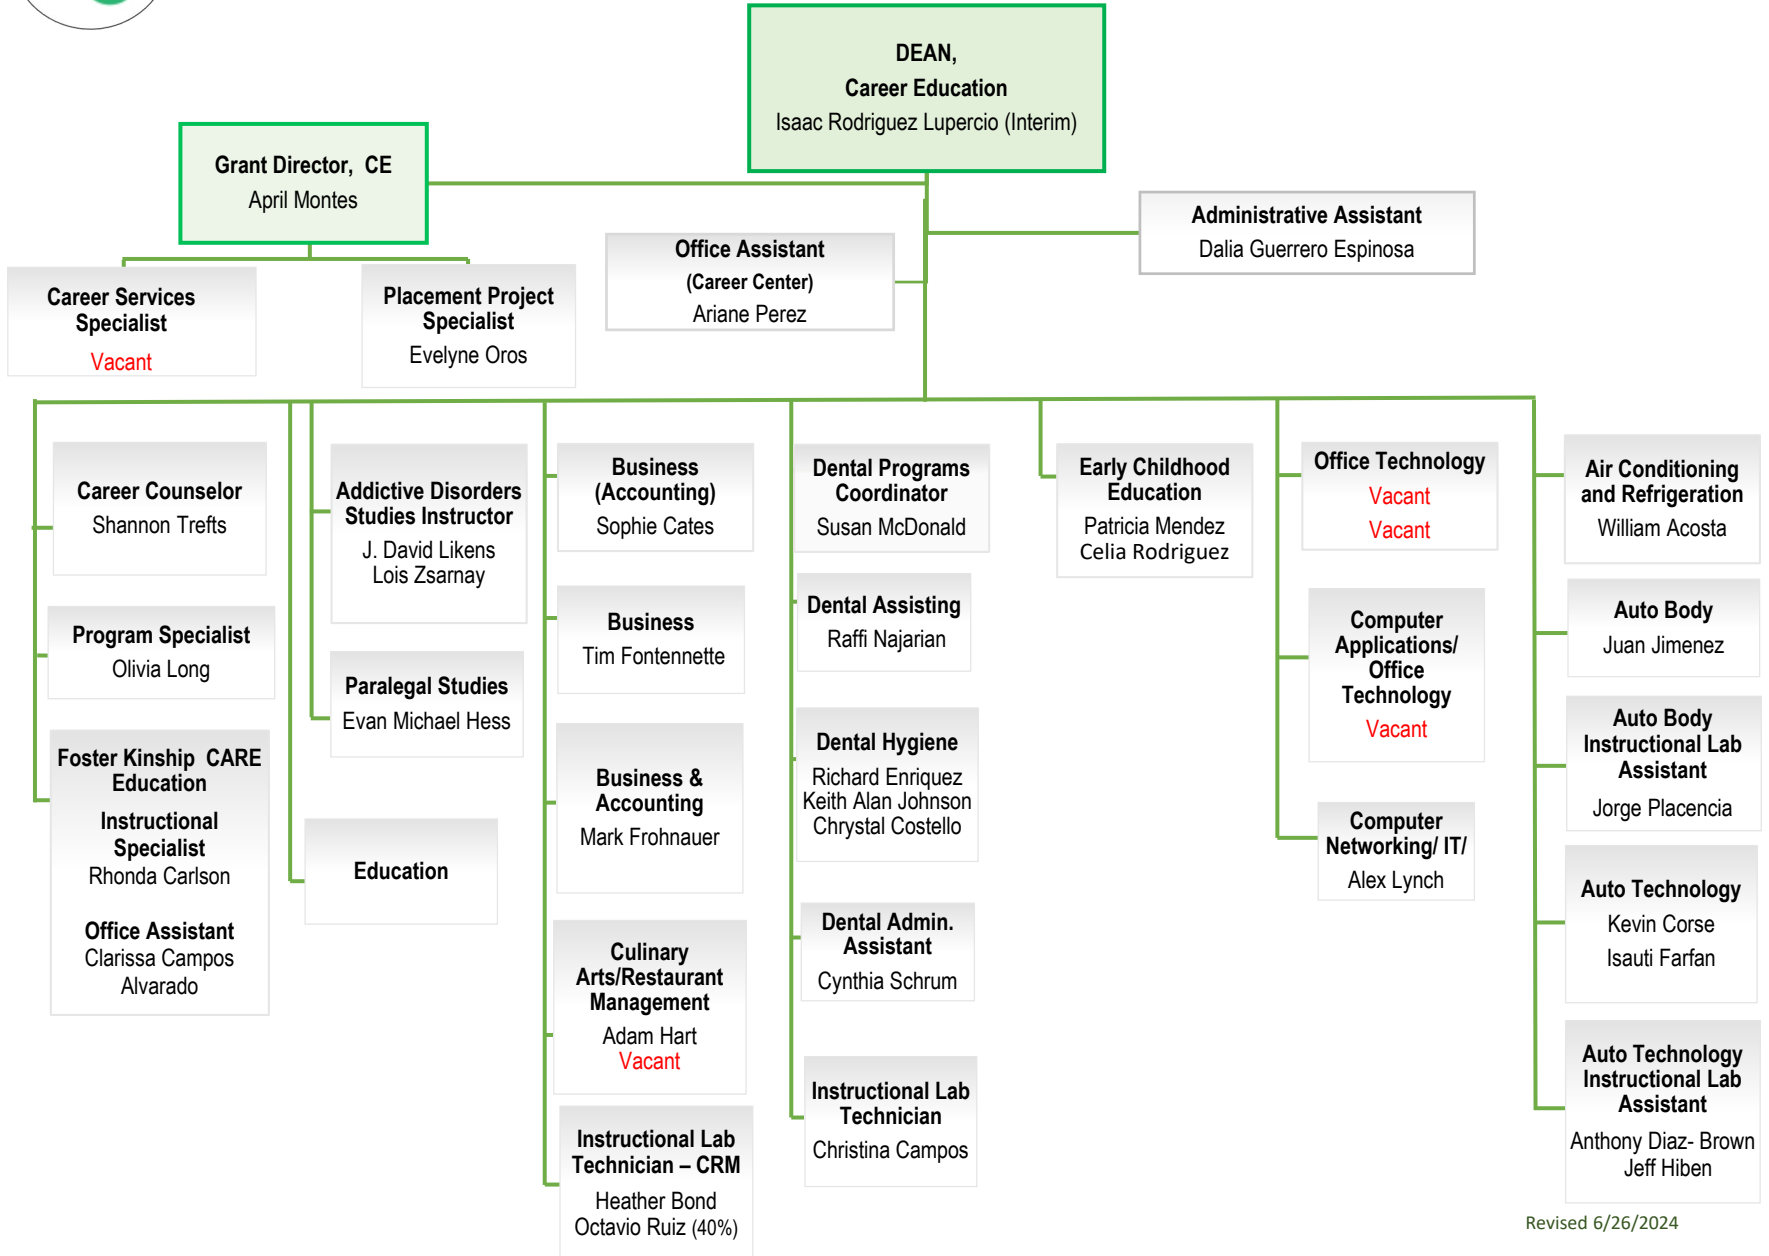 DEAN,
Career Education
Isaac Rodriguez Lupercio (Interim)
Grant Director,  CE
April Montes
Administrative Assistant
Dalia Guerrero Espinosa
Office Assistant
(Career Center)
Ariane Perez
Career Services
Specialist
Vacant
Placement Project
Specialist
Evelyne Oros
Career Counselor
Shannon Trefts
Program Specialist
Olivia Long
Foster Kinship  CARE
Education
Instructional
Specialist
Rhonda Carlson
Office Assistant
Clarissa Campos
Alvarado
Addictive Disorders
Studies Instructor
J. David Likens
Lois Zsarnay
Paralegal Studies
Evan Michael Hess
Education
Business
(Accounting)
Sophie Cates
Business
Tim Fontennette
Business &
Accounting
Mark Frohnauer
Culinary
Arts/Restaurant
Management
Adam Hart
Vacant
Instructional Lab
Technician – CRM
Heather Bond
Octavio Ruiz (40%)
Dental Programs
Coordinator
Susan McDonald
Dental Assisting
Raffi Najarian
Dental Hygiene
Richard Enriquez
Keith Alan Johnson
Chrystal Costello
Dental Admin.
Assistant
Cynthia Schrum
Instructional Lab
Technician
Christina Campos
Early Childhood
Education
Patricia Mendez
Celia Rodriguez
Office Technology
Vacant
Vacant
Computer
Applications/
Office
Technology
Vacant
Computer
Networking/ IT/
Alex Lynch
Air Conditioning
and Refrigeration
William Acosta
Auto Body
Juan Jimenez
Auto Body
Instructional Lab
Assistant
Jorge Placencia
Auto Technology
Kevin Corse
Isauti Farfan
Auto Technology
Instructional Lab
Assistant
Anthony Diaz- Brown
Jeff Hiben
Revised 6/26/2024